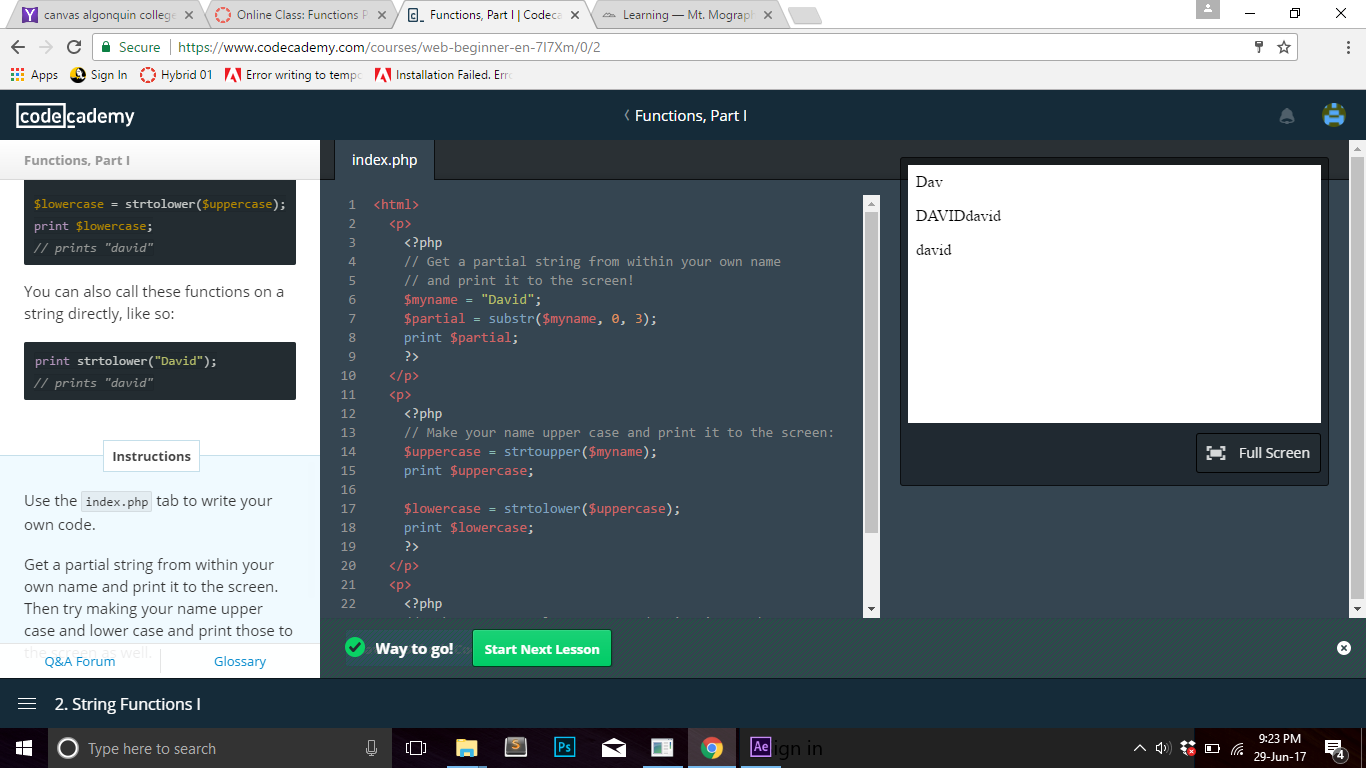 canvas algonquin college
Online Class: Functions P
Functions, Part I | Codeca
Learning — Mt. Mograph
Secure
https://www.codecademy.com/courses/web-beginner-en-7I7Xm/0/2
Apps
Sign In
Hybrid 01
Error writing to tempo
Installation Failed. Erro
codecademy
Functions, Part I
Functions, Part I
$lowercase = strtolower($uppercase);
print $lowercase;
// prints "david"
You can also call these functions on a
string directly, like so:
print strtolower("David");
// prints "david"
Instructions
Use the index.php tab to write your
own code.
Get a partial string from within your
own name and print it to the screen.
Then try making your name upper
case and lower case and print those to
the screen as well.
Q&A Forum
Glossary
index.php
1 <html>
2 <p>
3 <?php
4 // Get a partial string from within your own name
5 // and print it to the screen!
6 $myname = "David";
7 $partial = substr($myname, 0, 3);
8 print $partial;
9 ?>
10 </p>
11 <p>
12 <?php
13 // Make your name upper case and print it to the screen:
14 $uppercase = strtoupper($myname);
15 print $uppercase;
16
17 $lowercase = strtolower($uppercase);
18 print $lowercase;
19 ?>
20 </p>
21 <p>
22 <?php
Way to go!
Start Next Lesson
Dav
DAVIDdavid
david
Full Screen
2. String Functions I
Type here to search
S
Ps
Ae
ign in
9:23 PM
29-Jun-17
4